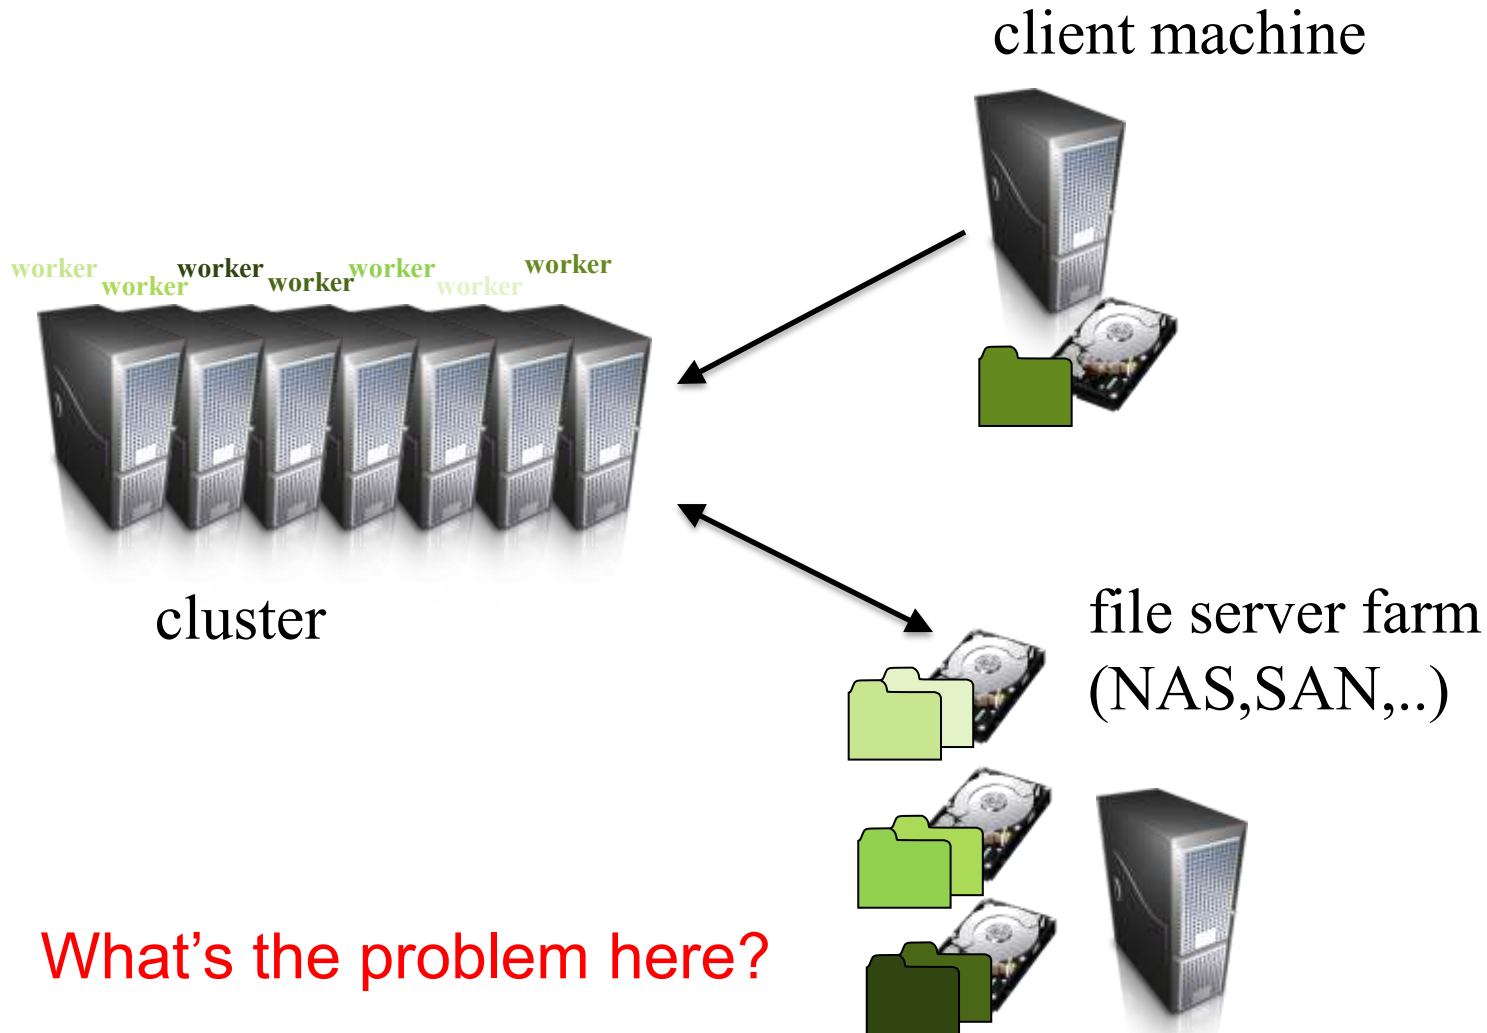 client machine
worker
worker
worker
worker
worker
worker
worker
cluster
file server farm
(NAS,SAN,..)
What’s the problem here?